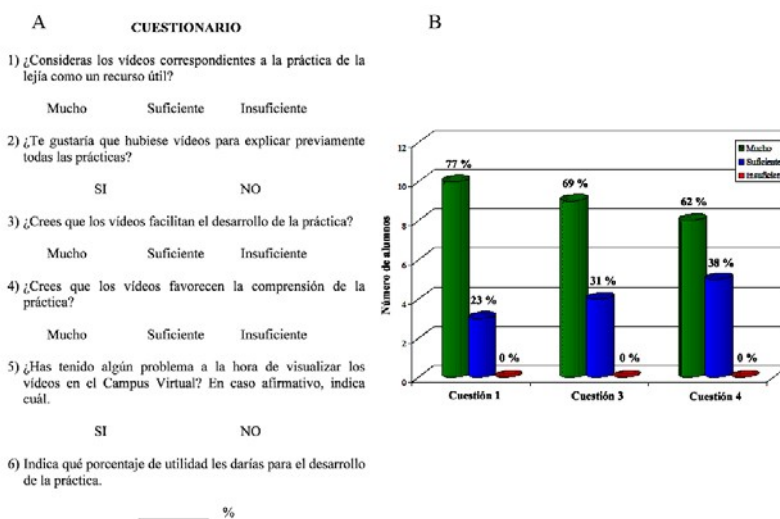 A
CUESTIONARIO
1) ¿Consideras los vídeos correspondientes a la práctica de la
lejía como un recurso útil?
Mucho Suficiente Insuficiente
2) ¿Te gustaría que hubiese vídeos para explicar previamente
todas las prácticas?
SI NO
3) ¿Crees que los vídeos facilitan el desarrollo de la práctica?
Mucho Suficiente Insuficiente
4) ¿Crees que los vídeos favorecen la comprensión de la
práctica?
Mucho Suficiente Insuficiente
5) ¿Has tenido algún problema a la hora de visualizar los
vídeos en el Campus Virtual? En caso afirmativo, indica
cuál.
SI NO
6) Indica qué porcentaje de utilidad les darías para el desarrollo
de la práctica.
________ %
B
Mucho
Suficiente
Insuficiente
Número de alumnos
12
10
8
6
4
2
0
77 %
23 %
0 %
69 %
31 %
0 %
62 %
38 %
0 %
Cuestión 1 Cuestión 3 Cuestión 4